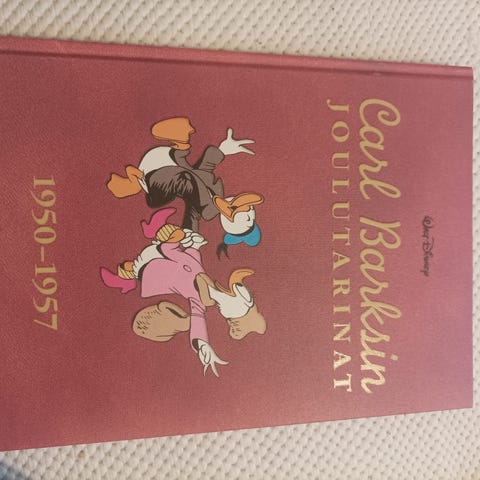 Walt Disney
Carl Barksin
JOULUTARINAT
1950–1957